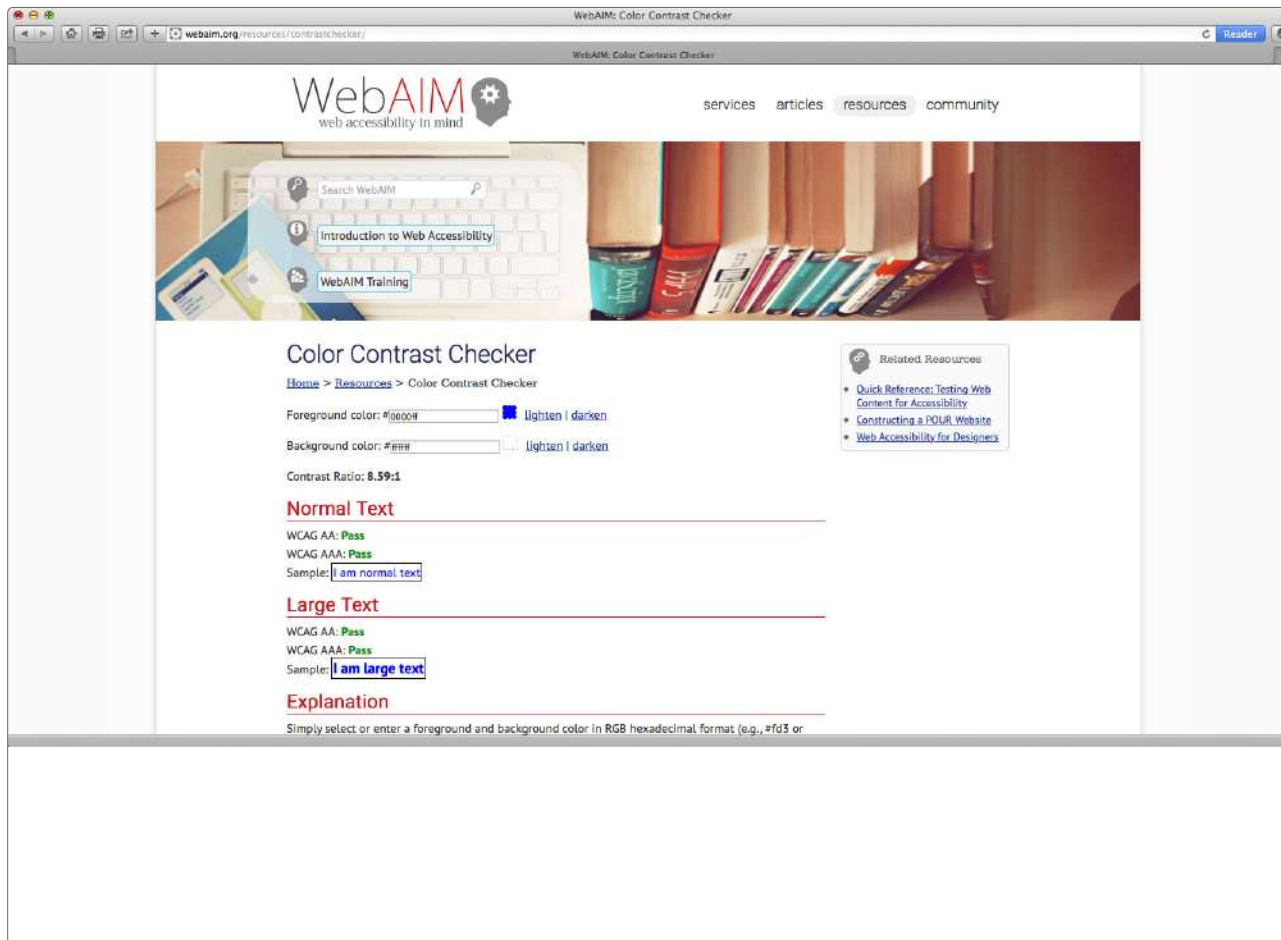 WebAIM: Color Contrast Checker
webaim.org/resources/contrastchecker/
Reader
WebAIM: Color Contrast Checker
WebAIM
web accessibility in mind
services articles resources community
Search WebAIM
Introduction to Web Accessibility
WebAIM Training
Color Contrast Checker
Home > Resources > Color Contrast Checker
Foreground color: #0000ff lighten | darken
Background color: #ffffff lighten | darken
Contrast Ratio: 8.59:1
Normal Text
WCAG AA: Pass
WCAG AAA: Pass
Sample: I am normal text
Large Text
WCAG AA: Pass
WCAG AAA: Pass
Sample: I am large text
Explanation
Simply select or enter a foreground and background color in RGB hexadecimal format (e.g., #fd3 or
Related Resources
Quick Reference: Testing Web
Content for Accessibility
Constructing a POUR Website
Web Accessibility for Designers